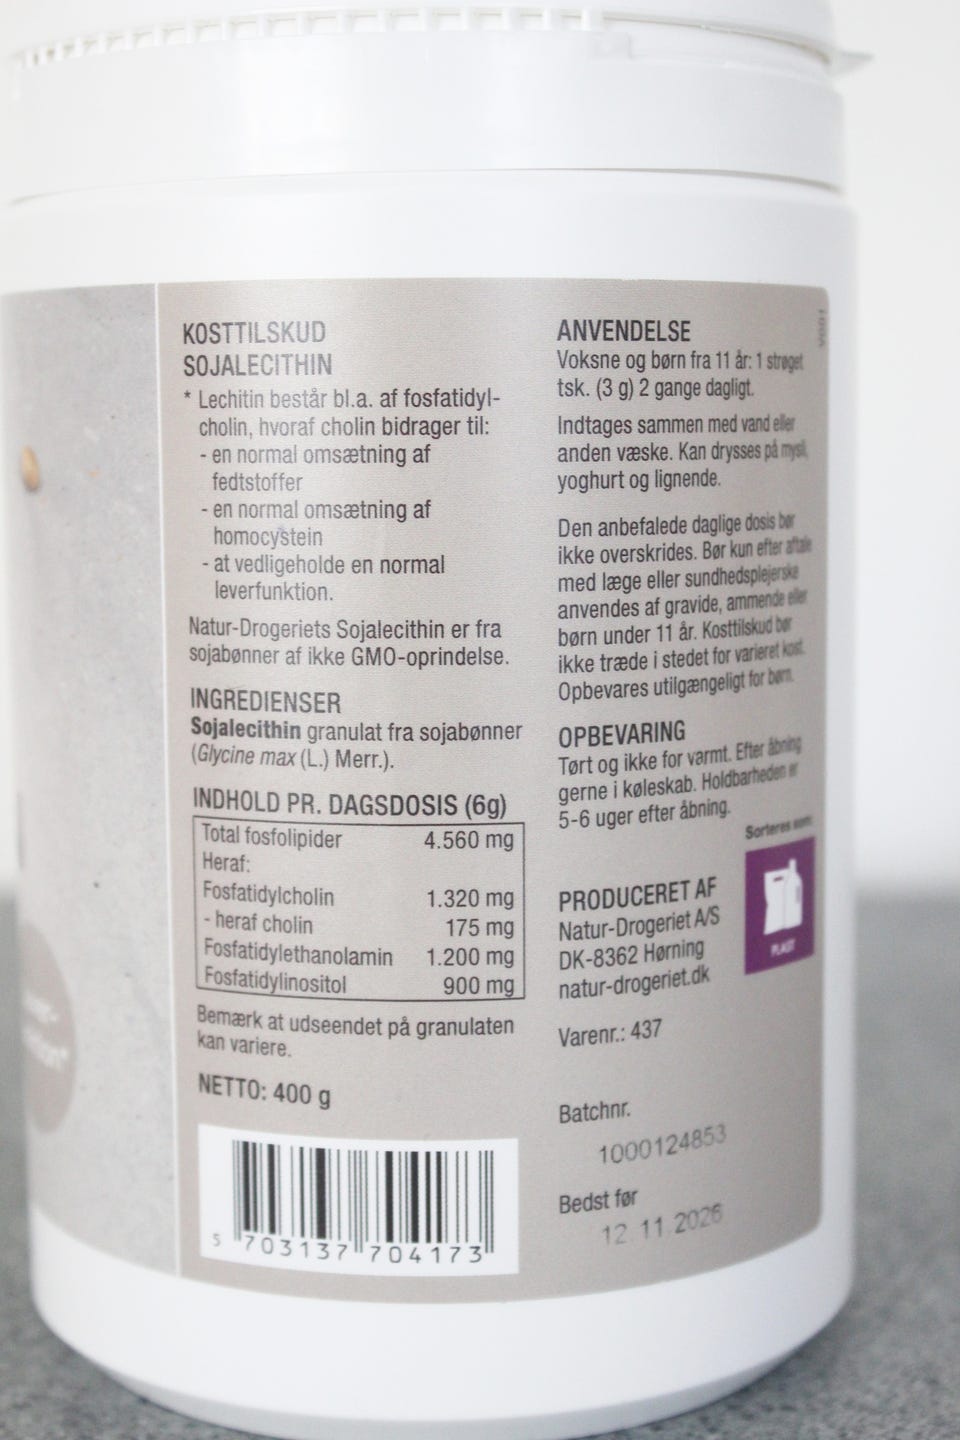 KOSTTILSKUD
SOJALECITHIN
* Lechitin består bl.a. af fosfatidyl-
cholin, hvoraf cholin bidrager til:
- en normal omsætning af
fedtstoffer
- en normal omsætning af
homocystein
- at vedligeholde en normal
leverfunktion.
Natur-Drogeriets Sojalecithin er fra
sojabønner af ikke GMO-oprindelse.
INGREDIENSER
Sojalecithin granulat fra sojabønner
(Glycine max (L.) Merr.).
INDHOLD PR. DAGSDOSIS (6g)
Total fosfolipider 4.560 mg
Heraf:
Fosfatidylcholin 1.320 mg
- heraf cholin 175 mg
Fosfatidylethanolamin 1.200 mg
Fosfatidylinositol 900 mg
Bemærk at udseendet på granulaten
kan variere.
NETTO: 400 g
5 703137 704173
ANVENDELSE
Voksne og børn fra 11 år: 1 strøget
tsk. (3 g) 2 gange dagligt.
Indtages sammen med vand eller
anden væske. Kan drysses på mysli,
yoghurt og lignende.
Den anbefalede daglige dosis bør
ikke overskrides. Bør kun efter aftale
med læge eller sundhedsplejerske
anvendes af gravide, ammende eller
børn under 11 år. Kosttilskud bør
ikke træde i stedet for varieret kost.
Opbevares utilgængeligt for børn.
OPBEVARING
Tørt og ikke for varmt. Efter åbning
gerne i køleskab. Holdbarheden er
5-6 uger efter åbning.
Sorteres som
PLAST
PRODUCERET AF
Natur-Drogeriet A/S
DK-8362 Hørning
natur-drogeriet.dk
Varenr.: 437
Batchnr.
1000124853
Bedst før
12 11 2026